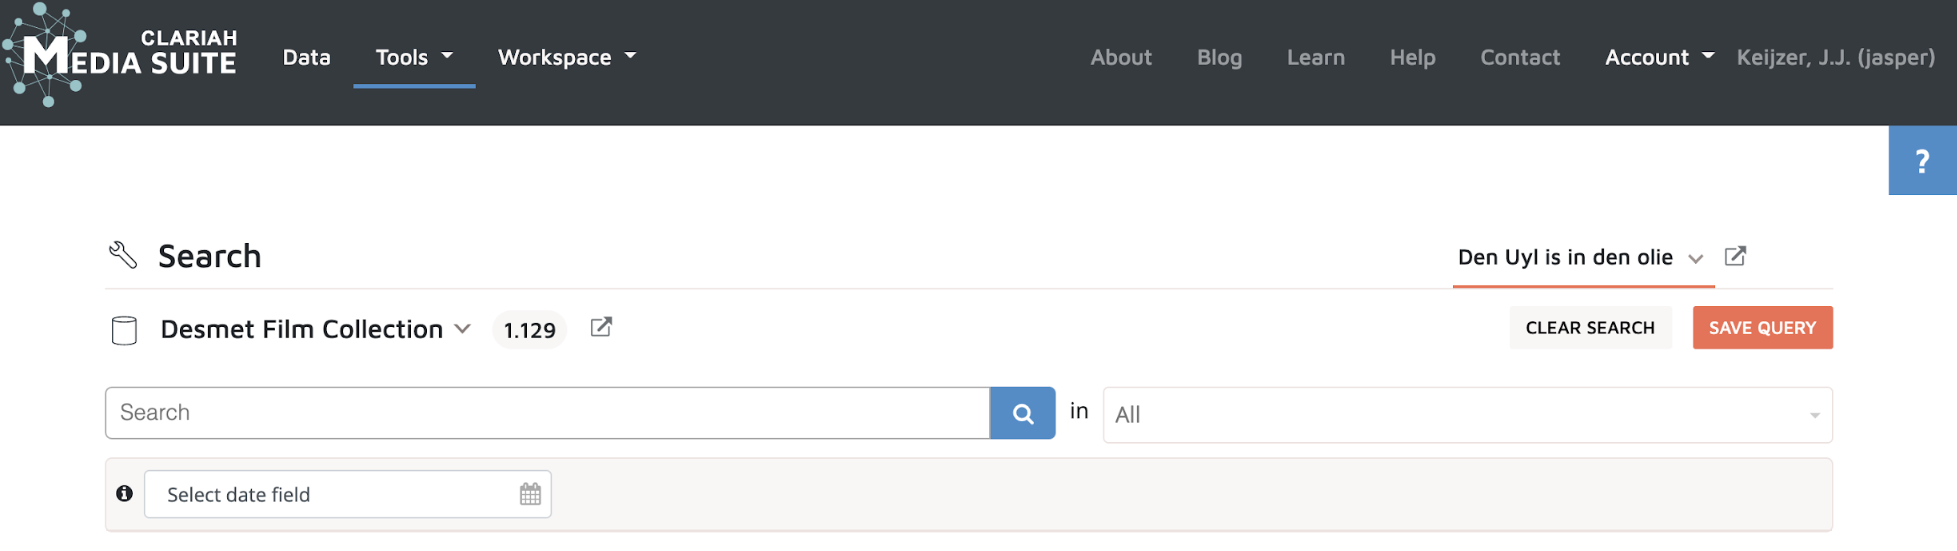 CLARIAH
MEDIA SUITE
Data Tools Workspace About Blog Learn Help Contact Account Keijzer, J.J. (jasper)
?
Search Den Uyl is in den olie
Desmet Film Collection 1.129 CLEAR SEARCH SAVE QUERY
Search in All
Select date field